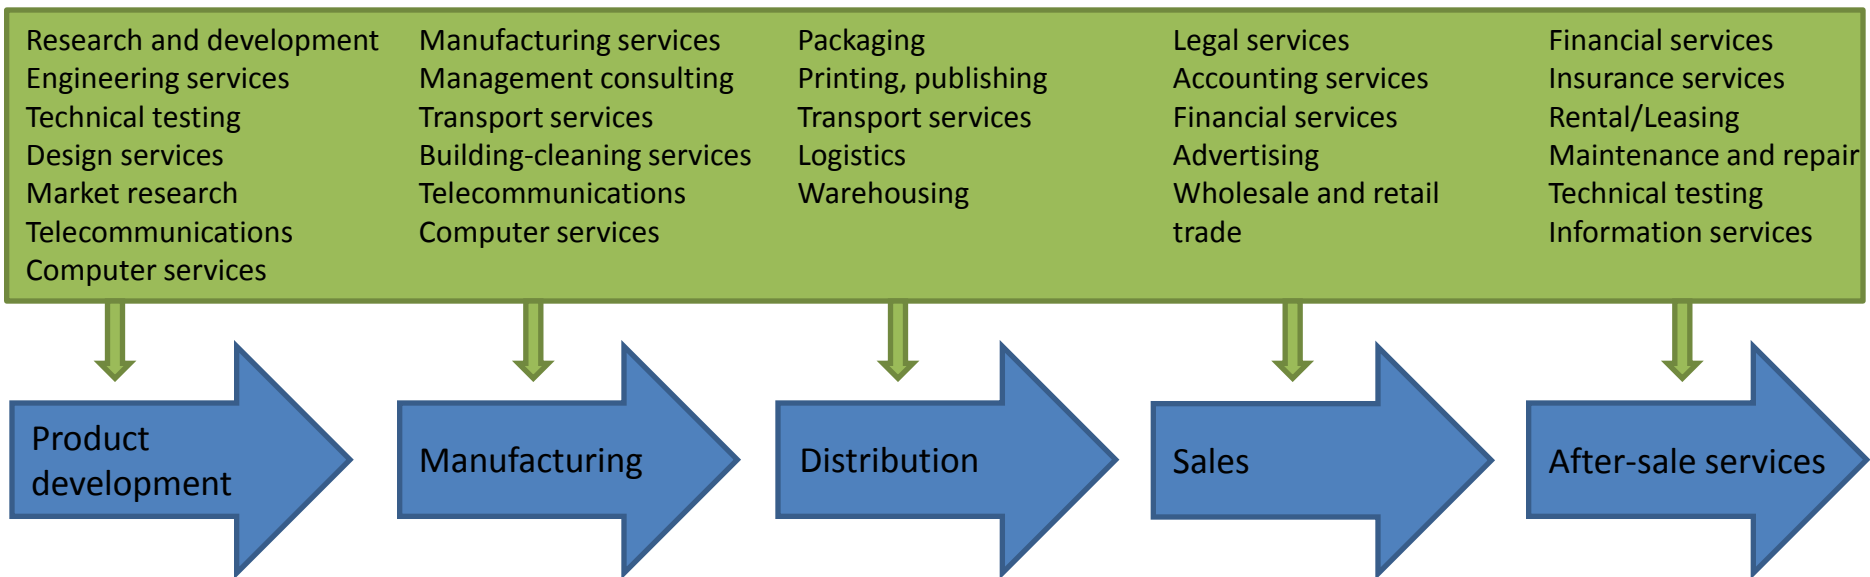 Research and development
Engineering services
Technical testing
Design services
Market research
Telecommunications
Computer services
Manufacturing services
Management consulting
Transport services
Building-cleaning services
Telecommunications
Computer services
Packaging
Printing, publishing
Transport services
Logistics
Warehousing
Legal services
Accounting services
Financial services
Advertising
Wholesale and retail
trade
Financial services
Insurance services
Rental/Leasing
Maintenance and repair
Technical testing
Information services
Product
development
Manufacturing
Distribution
Sales
After-sale services